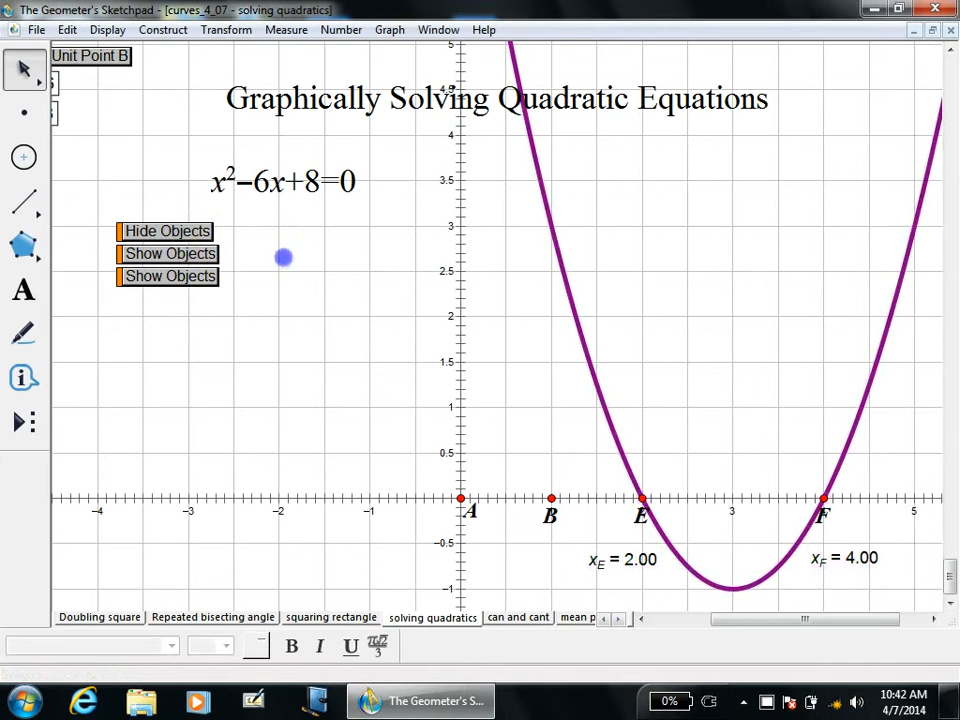 The Geometer's Sketchpad - [curves_4_07 - solving quadratics]
File Edit Display Construct Transform Measure Number Graph Window Help
Unit Point B
Graphically Solving Quadratic Equations
x²−6x+8=0
Hide Objects
Show Objects
Show Objects
5
4.5
4
3.5
3
2.5
2
1.5
1
0.5
−4 −3 −2 −1 3 5
A B E F
−0.5
x_E = 2.00 x_F = 4.00
−1
Doubling square Repeated bisecting angle squaring rectangle solving quadratics can and cant mean p
B I U π√2/3
The Geometer's S...
0%
10:42 AM
4/7/2014